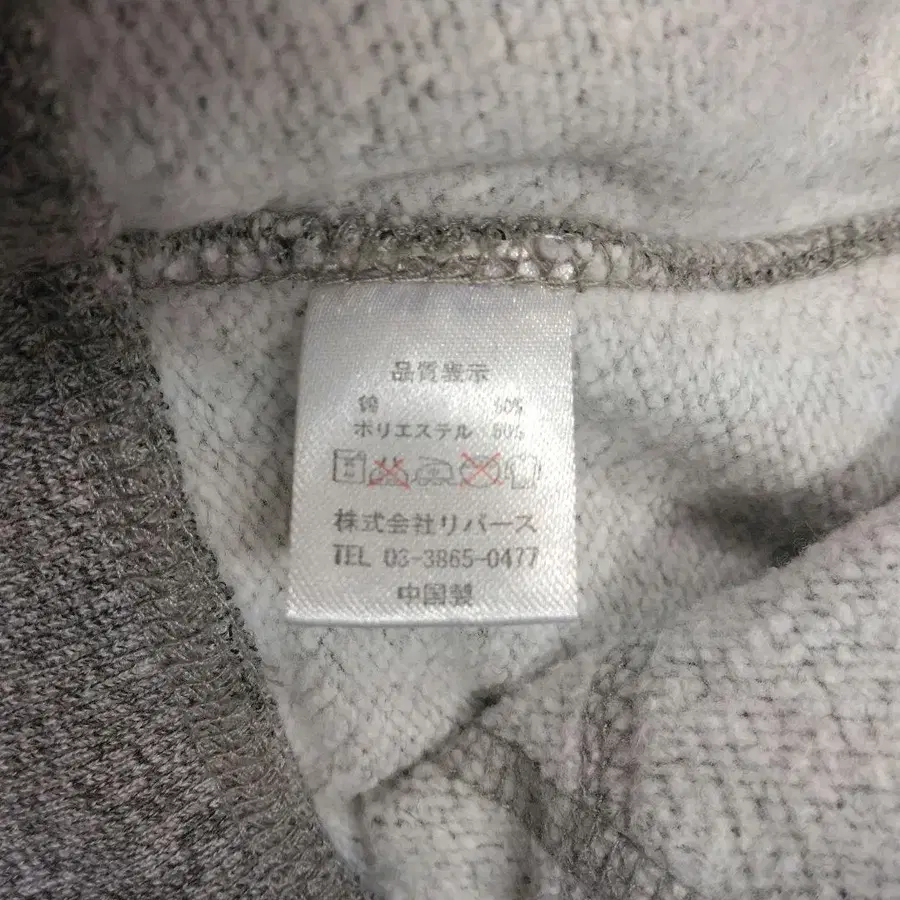 品質表示
綿 50%
ポリエステル 50%
株式会社リバース
TEL 03-3865-0477
中国製